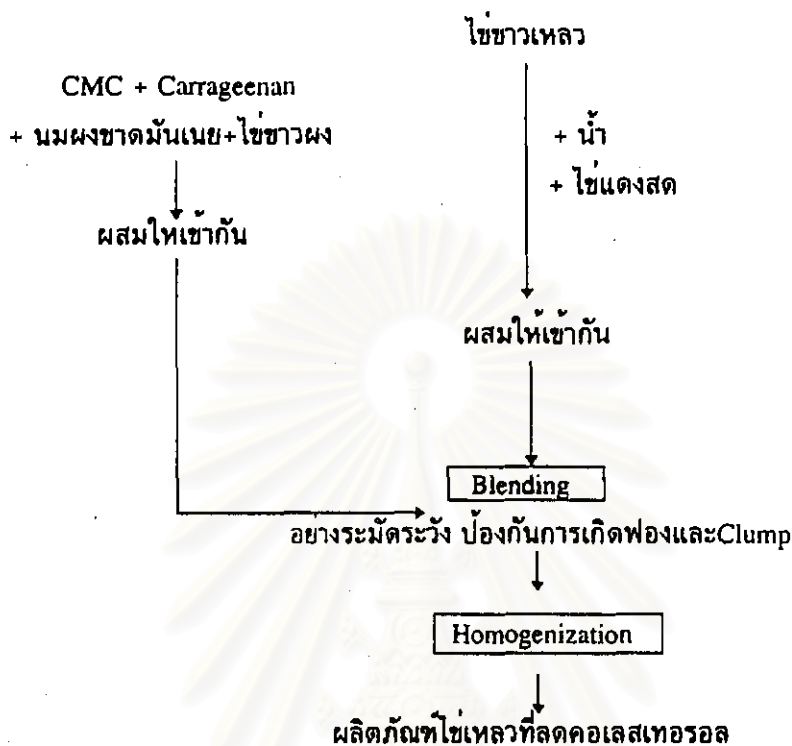 ไข่ขาวเหลว
CMC + Carrageenan
+ นมผงขาดมันเนย+ไข่ขาวผง
+ น้ำ
+ ไข่แดงสด
ผสมให้เข้ากัน
ผสมให้เข้ากัน
Blending
อย่างระมัดระวัง ป้องกันการเกิดฟองและClump
Homogenization
ผลิตภัณฑ์ไข่เหลวที่ลดคอเลสเทอรอล